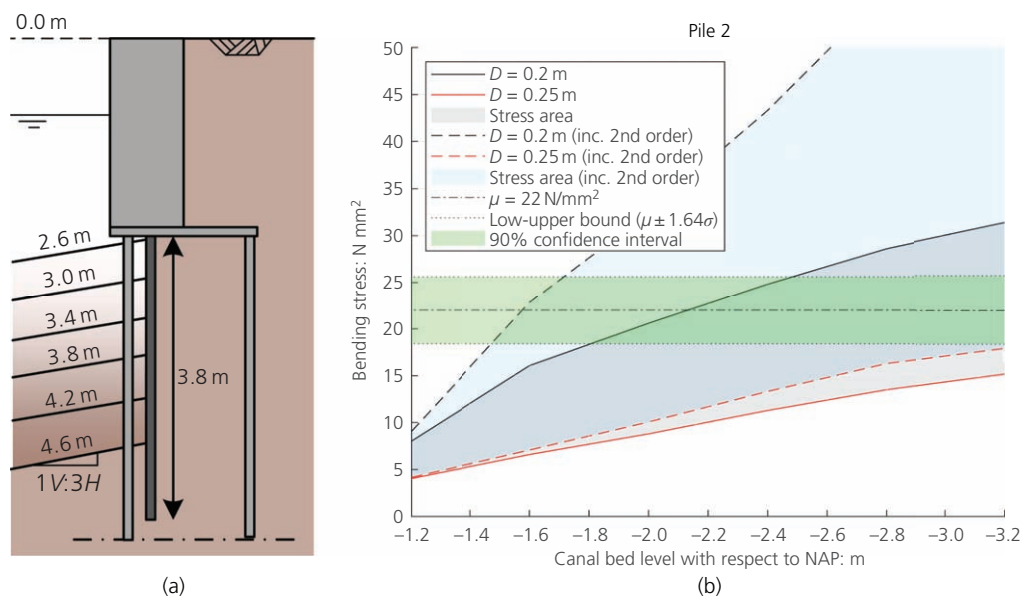 0.0 m
2.6 m
3.0 m
3.4 m
3.8 m
4.2 m
4.6 m
1V:3H
3.8 m
(a)
Pile 2
50
45
40
35
30
25
20
15
10
5
0
Bending stress: N mm²
D = 0.2 m
D = 0.25 m
Stress area
D = 0.2 m (inc. 2nd order)
D = 0.25 m (inc. 2nd order)
Stress area (inc. 2nd order)
μ = 22 N/mm²
Low-upper bound (μ ± 1.64σ)
90% confidence interval
–1.2 –1.4 –1.6 –1.8 –2.0 –2.2 –2.4 –2.6 –2.8 –3.0 –3.2
Canal bed level with respect to NAP: m
(b)